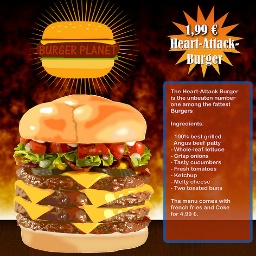 BURGER PLANET
1,99 €
Heart-Attack-
Burger
The Heart-Attack Burger
is the unbeaten number
one among the fattest
Burgers
Ingredients:
- 100% best grilled
Angus beef patty
- Whole-leaf lettuce
- Crisp onions
- Tasty cucumbers
- Fresh tomatoes
- Ketchup
- Melty cheese
- Two toasted buns
The menu comes with
french fries and Coke
for 4,99 €.